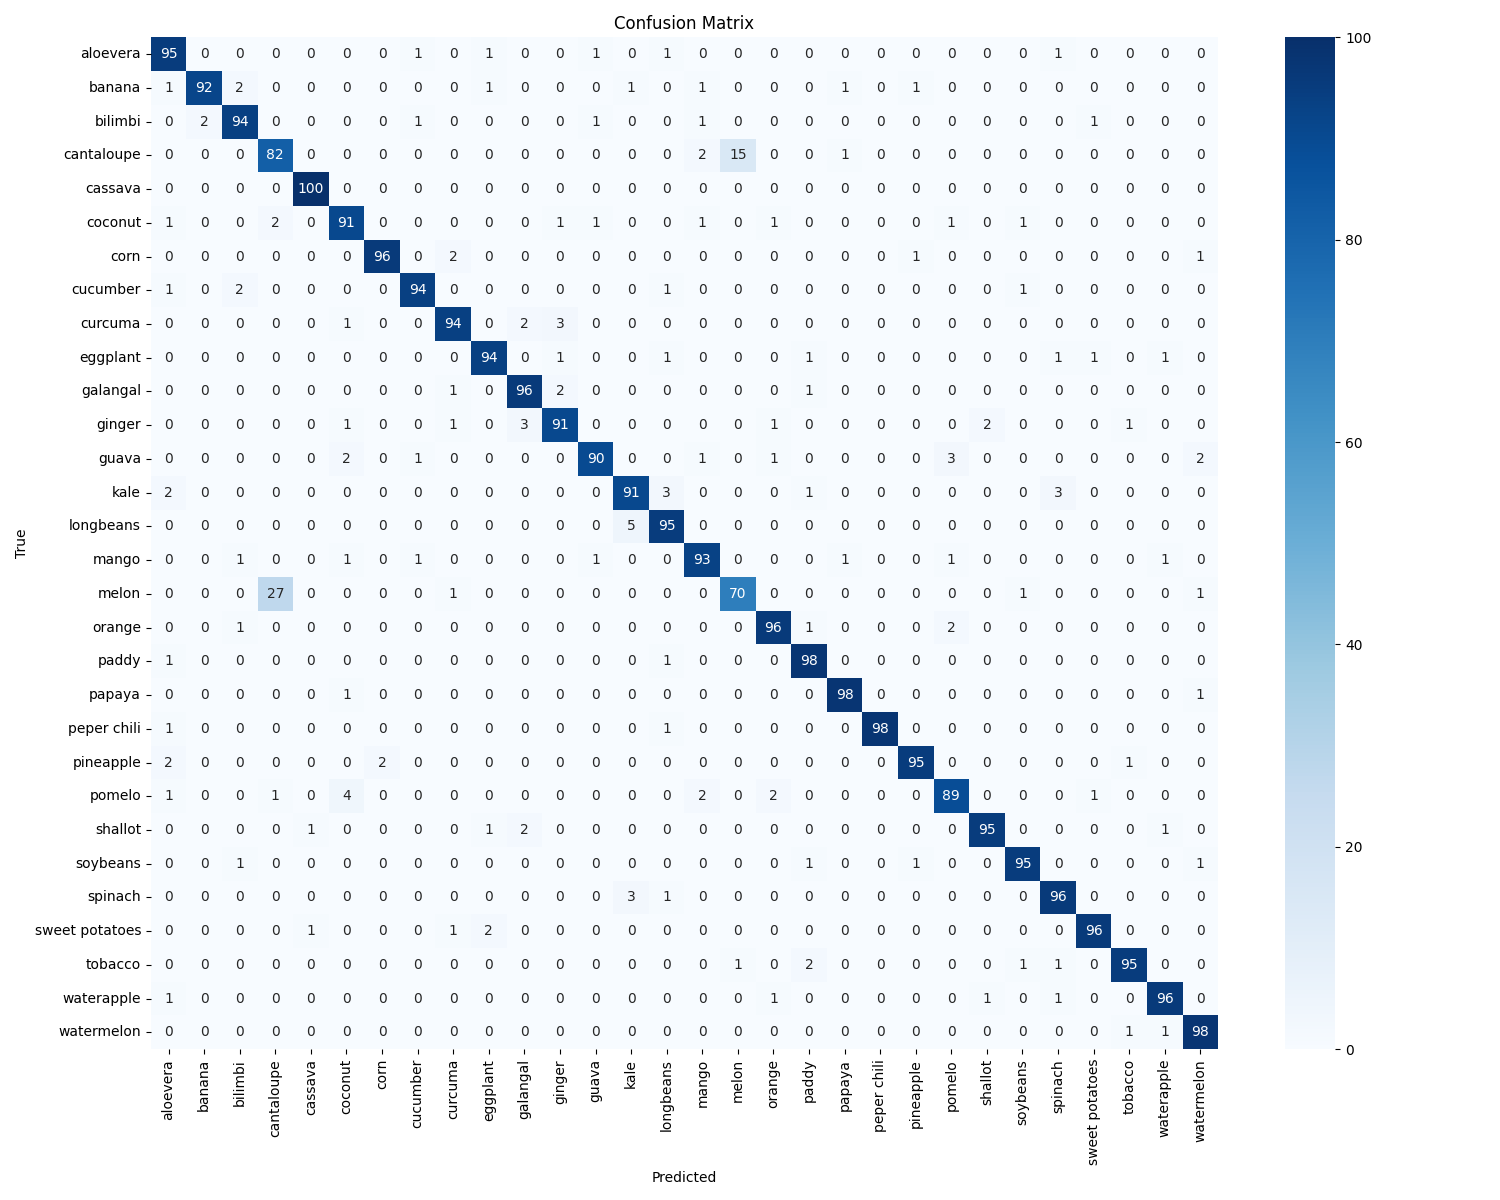 Confusion Matrix
aloevera 95 0 0 0 0 0 0 1 0 1 0 0 1 0 1 0 0 0 0 0 0 0 0 0 0 1 0 0 0 0 100
banana 1 92 2 0 0 0 0 0 0 1 0 0 0 1 0 1 0 0 0 1 0 1 0 0 0 0 0 0 0 0
bilimbi 0 2 94 0 0 0 0 1 0 0 0 0 1 0 0 1 0 0 0 0 0 0 0 0 0 0 1 0 0 0
cantaloupe 0 0 0 82 0 0 0 0 0 0 0 0 0 0 0 2 15 0 0 1 0 0 0 0 0 0 0 0 0 0
cassava 0 0 0 0 100 0 0 0 0 0 0 0 0 0 0 0 0 0 0 0 0 0 0 0 0 0 0 0 0 0
coconut 1 0 0 2 0 91 0 0 0 0 0 1 1 0 0 1 0 1 0 0 0 0 1 0 1 0 0 0 0 0
80
corn 0 0 0 0 0 0 96 0 2 0 0 0 0 0 0 0 0 0 0 0 0 1 0 0 0 0 0 0 0 1
cucumber 1 0 2 0 0 0 0 94 0 0 0 0 0 0 1 0 0 0 0 0 0 0 0 0 1 0 0 0 0 0
curcuma 0 0 0 0 0 1 0 0 94 0 2 3 0 0 0 0 0 0 0 0 0 0 0 0 0 0 0 0 0 0
eggplant 0 0 0 0 0 0 0 0 0 94 0 1 0 0 1 0 0 0 1 0 0 0 0 0 0 1 1 0 1 0
galangal 0 0 0 0 0 0 0 0 1 0 96 2 0 0 0 0 0 0 1 0 0 0 0 0 0 0 0 0 0 0
ginger 0 0 0 0 0 1 0 0 1 0 3 91 0 0 0 0 0 1 0 0 0 0 0 2 0 0 0 1 0 0
60
guava 0 0 0 0 0 2 0 1 0 0 0 0 90 0 0 1 0 1 0 0 0 0 3 0 0 0 0 0 0 2
kale 2 0 0 0 0 0 0 0 0 0 0 0 0 91 3 0 0 0 1 0 0 0 0 0 0 3 0 0 0 0
longbeans 0 0 0 0 0 0 0 0 0 0 0 0 0 5 95 0 0 0 0 0 0 0 0 0 0 0 0 0 0 0
True
mango 0 0 1 0 0 1 0 1 0 0 0 0 1 0 0 93 0 0 0 1 0 0 1 0 0 0 0 0 1 0
melon 0 0 0 27 0 0 0 0 1 0 0 0 0 0 0 0 70 0 0 0 0 0 0 0 1 0 0 0 0 1
orange 0 0 1 0 0 0 0 0 0 0 0 0 0 0 0 0 0 96 1 0 0 0 2 0 0 0 0 0 0 0
40
paddy 1 0 0 0 0 0 0 0 0 0 0 0 0 0 1 0 0 0 98 0 0 0 0 0 0 0 0 0 0 0
papaya 0 0 0 0 0 1 0 0 0 0 0 0 0 0 0 0 0 0 0 98 0 0 0 0 0 0 0 0 0 1
peper chili 1 0 0 0 0 0 0 0 0 0 0 0 0 0 1 0 0 0 0 0 98 0 0 0 0 0 0 0 0 0
pineapple 2 0 0 0 0 0 2 0 0 0 0 0 0 0 0 0 0 0 0 0 0 95 0 0 0 0 0 1 0 0
pomelo 1 0 0 1 0 4 0 0 0 0 0 0 0 0 0 2 0 2 0 0 0 0 89 0 0 0 1 0 0 0
shallot 0 0 0 0 1 0 0 0 0 1 2 0 0 0 0 0 0 0 0 0 0 0 0 95 0 0 0 0 1 0
20
soybeans 0 0 1 0 0 0 0 0 0 0 0 0 0 0 0 0 0 0 1 0 0 1 0 0 95 0 0 0 0 1
spinach 0 0 0 0 0 0 0 0 0 0 0 0 0 3 1 0 0 0 0 0 0 0 0 0 0 96 0 0 0 0
sweet potatoes 0 0 0 0 1 0 0 0 1 2 0 0 0 0 0 0 0 0 0 0 0 0 0 0 0 0 96 0 0 0
tobacco 0 0 0 0 0 0 0 0 0 0 0 0 0 0 0 0 1 0 2 0 0 0 0 0 1 1 0 95 0 0
waterapple 1 0 0 0 0 0 0 0 0 0 0 0 0 0 0 0 0 1 0 0 0 0 0 1 0 1 0 0 96 0
watermelon 0 0 0 0 0 0 0 0 0 0 0 0 0 0 0 0 0 0 0 0 0 0 0 0 0 0 0 1 1 98
0
aloevera banana bilimbi cantaloupe cassava coconut corn cucumber curcuma eggplant galangal ginger guava kale longbeans mango melon orange paddy papaya peper chili pineapple pomelo shallot soybeans spinach sweet potatoes tobacco waterapple watermelon
Predicted